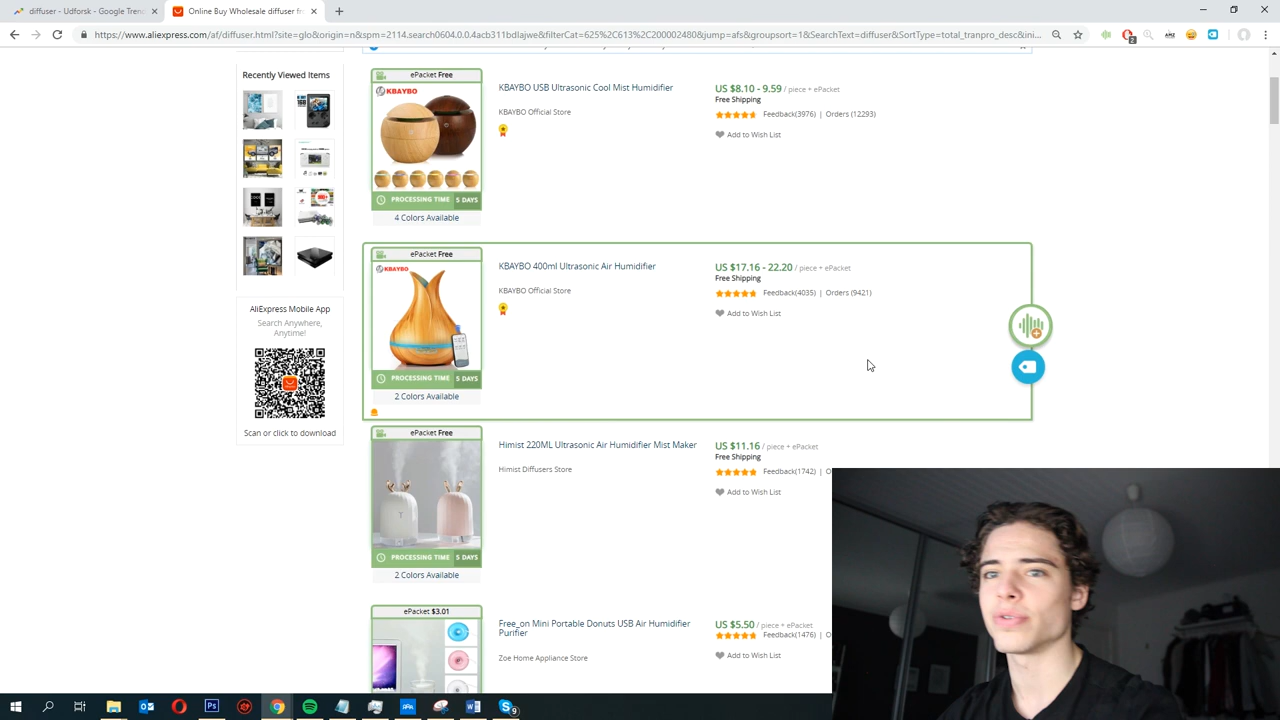 diffuser - Udforsk - Google Tren
Online Buy Wholesale diffuser fro
https://www.aliexpress.com/af/diffuser.html?site=glo&origin=n&spm=2114.search0604.0.0.4acb311bdlajwe&filterCat=625%2C613%2C200002480&jump=afs&groupsort=1&SearchText=diffuser&SortType=total_tranpro_desc&ini...
Recently Viewed Items
AliExpress Mobile App
Search Anywhere,
Anytime!
Scan or click to download
ePacket Free
KBAYBO
PROCESSING TIME 5 DAYS
4 Colors Available
KBAYBO USB Ultrasonic Cool Mist Humidifier
KBAYBO Official Store
US $8.10 - 9.59 / piece + ePacket
Free Shipping
Feedback(3976) | Orders (12293)
Add to Wish List
ePacket Free
KBAYBO
PROCESSING TIME 5 DAYS
2 Colors Available
KBAYBO 400ml Ultrasonic Air Humidifier
KBAYBO Official Store
US $17.16 - 22.20 / piece + ePacket
Free Shipping
Feedback(4035) | Orders (9421)
Add to Wish List
ePacket Free
PROCESSING TIME 5 DAYS
2 Colors Available
Himist 220ML Ultrasonic Air Humidifier Mist Maker
Himist Diffusers Store
US $11.16 / piece + ePacket
Free Shipping
Feedback(1742) | O
Add to Wish List
ePacket $3.01
Free_on Mini Portable Donuts USB Air Humidifier
Purifier
Zoe Home Appliance Store
US $5.50 / piece + ePacket
Feedback(1476) | O
Add to Wish List